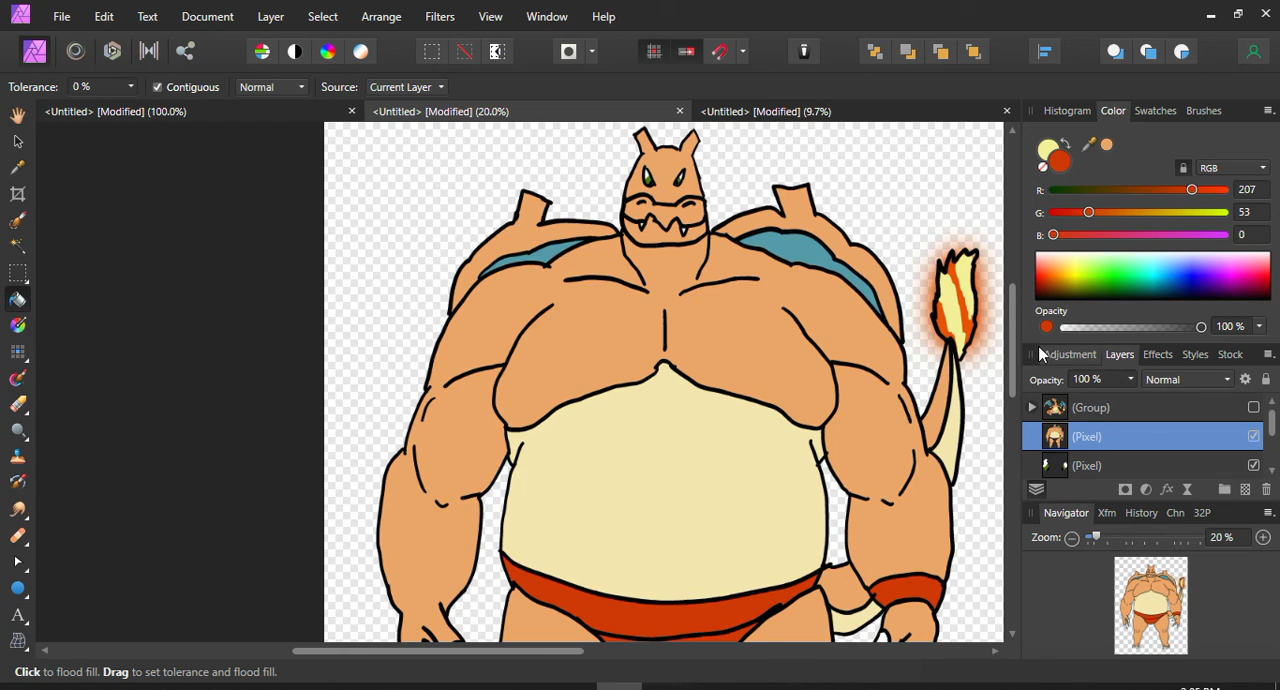 File Edit Text Document Layer Select Arrange Filters View Window Help
Tolerance: 0 % Contiguous Normal Source: Current Layer
<Untitled> [Modified] (100.0%) <Untitled> [Modified] (20.0%) <Untitled> [Modified] (9.7%)
Histogram Color Swatches Brushes
RGB
R: 207
G: 53
B: 0
Opacity
100 %
Adjustment Layers Effects Styles Stock
Opacity: 100 % Normal
(Group)
(Pixel)
(Pixel)
Navigator Xfm History Chn 32P
Zoom: 20 %
Click to flood fill. Drag to set tolerance and flood fill.